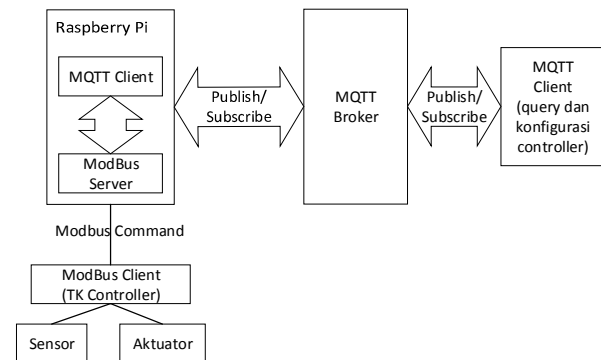 Raspberry Pi
MQTT Client
ModBus
Server
Publish/
Subscribe
MQTT
Broker
Publish/
Subscribe
MQTT
Client
(query dan
konfigurasi
controller)
Modbus Command
ModBus Client
(TK Controller)
Sensor
Aktuator